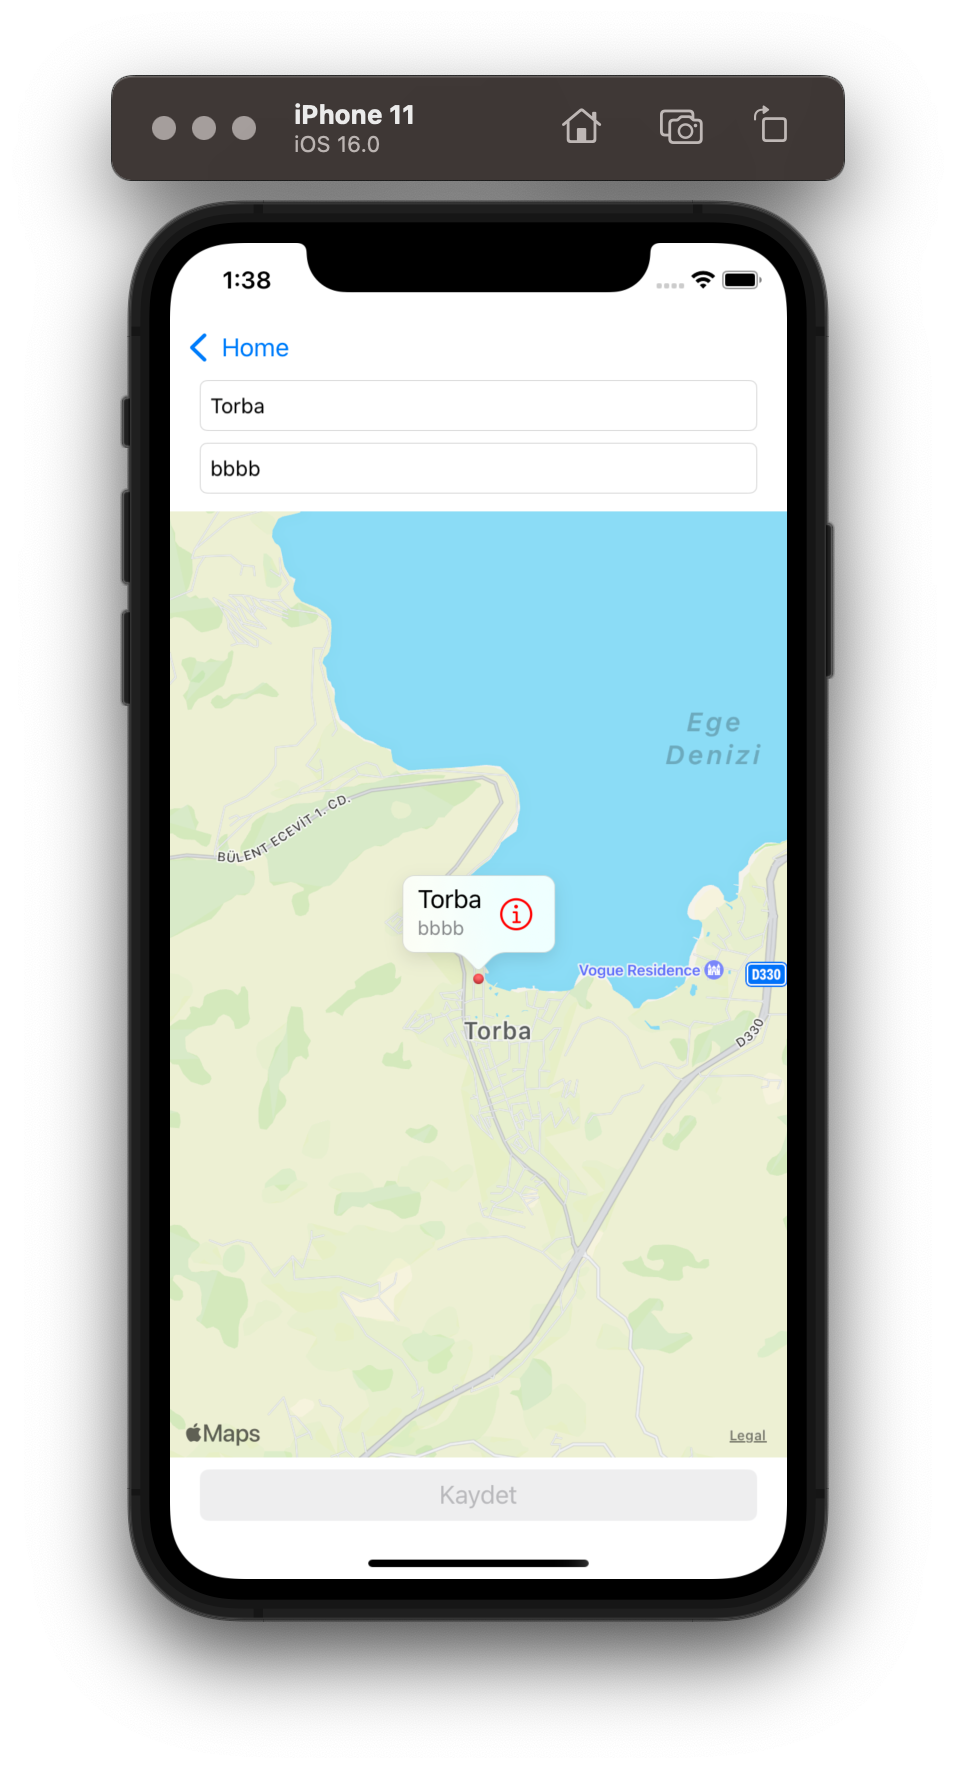 iPhone 11
iOS 16.0
1:38
Home
Torba
bbbb
Ege
Denizi
BÜLENT ECEVİT 1. CD.
Torba
bbbb
Vogue Residence
D330
Torba
D330
Maps
Legal
Kaydet